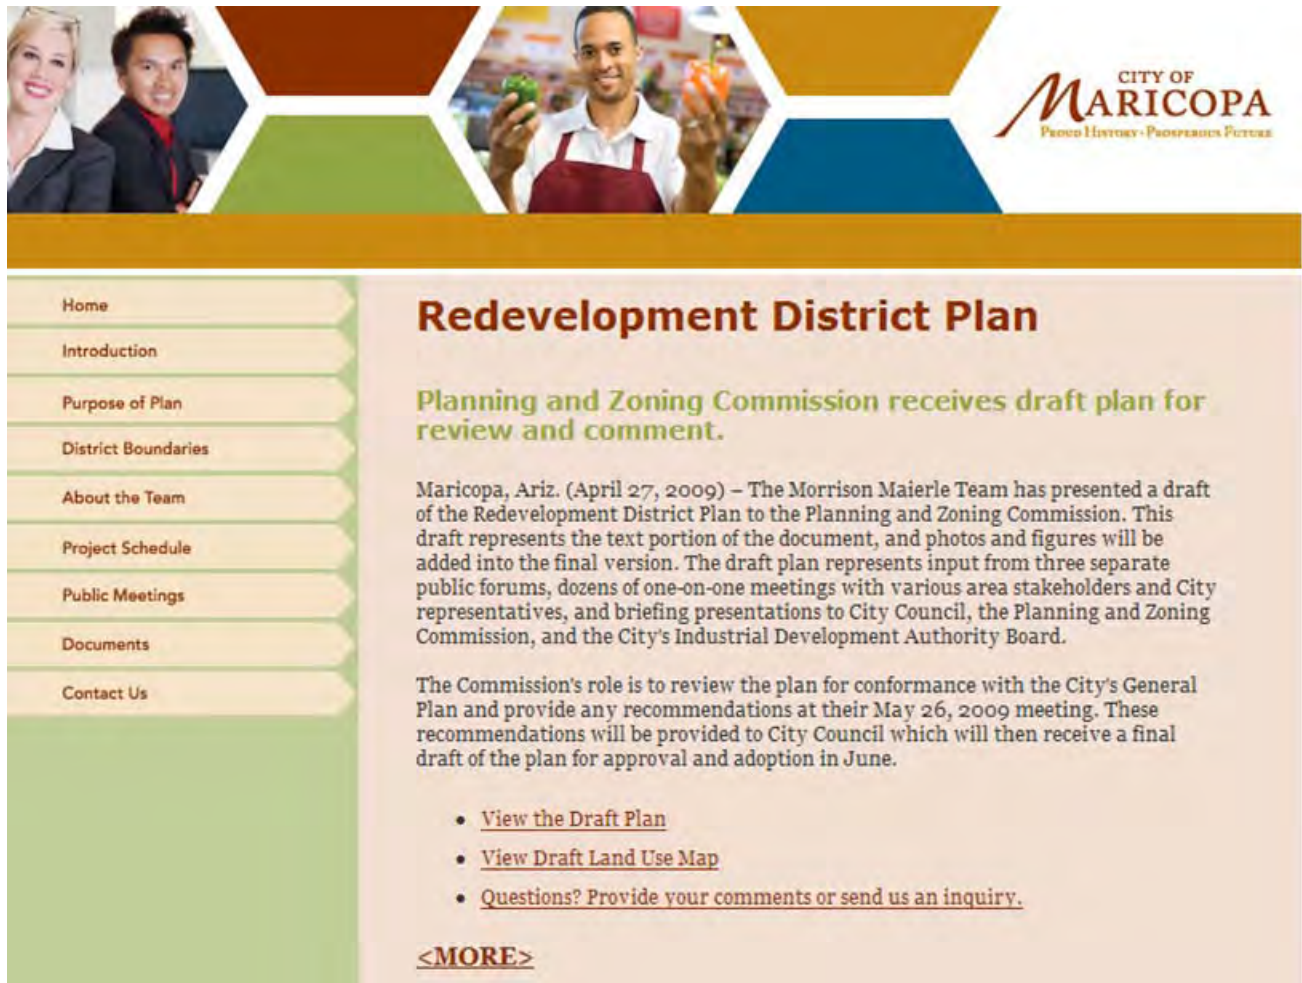 CITY OF
MARICOPA
PROUD HISTORY • PROSPEROUS FUTURE
Home
Introduction
Purpose of Plan
District Boundaries
About the Team
Project Schedule
Public Meetings
Documents
Contact Us
Redevelopment District Plan
Planning and Zoning Commission receives draft plan for
review and comment.
Maricopa, Ariz. (April 27, 2009) – The Morrison Maierle Team has presented a draft
of the Redevelopment District Plan to the Planning and Zoning Commission. This
draft represents the text portion of the document, and photos and figures will be
added into the final version. The draft plan represents input from three separate
public forums, dozens of one-on-one meetings with various area stakeholders and City
representatives, and briefing presentations to City Council, the Planning and Zoning
Commission, and the City's Industrial Development Authority Board.
The Commission's role is to review the plan for conformance with the City's General
Plan and provide any recommendations at their May 26, 2009 meeting. These
recommendations will be provided to City Council which will then receive a final
draft of the plan for approval and adoption in June.
• View the Draft Plan
• View Draft Land Use Map
• Questions? Provide your comments or send us an inquiry.
<MORE>